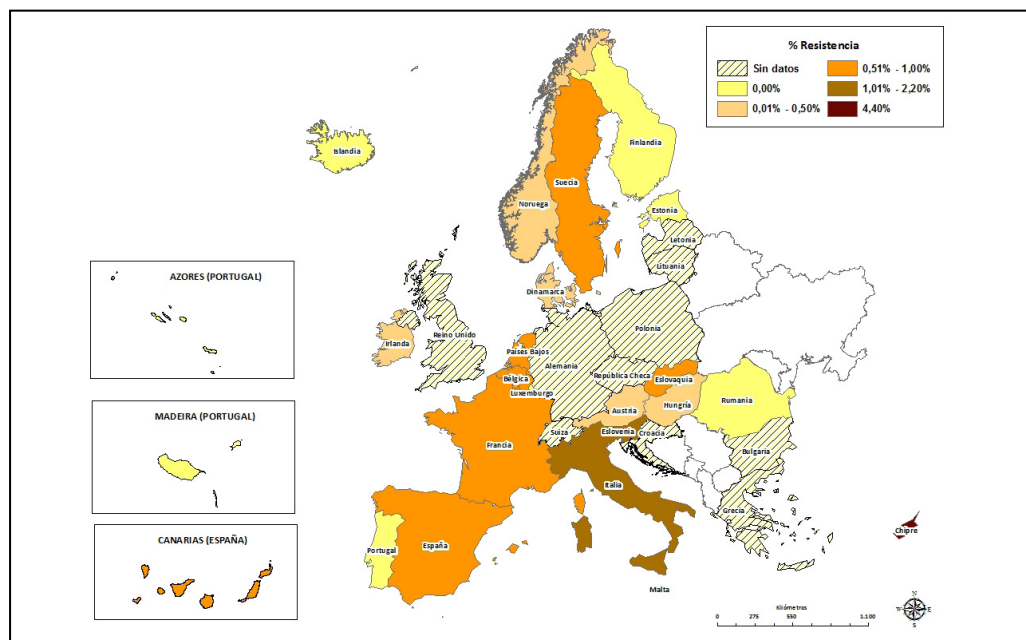 % Resistencia
Sin datos
0,00%
0,01% - 0,50%
0,51% - 1,00%
1,01% - 2,20%
4,40%
Islandia
Finlandia
Suecia
Noruega
Estonia
Letonia
Lituania
Dinamarca
AZORES (PORTUGAL)
Reino Unido
Irlanda
Polonia
Países Bajos
Alemania
Bélgica
República Checa
Luxemburgo
Eslovaquia
MADEIRA (PORTUGAL)
Austria
Hungría
Rumania
Suiza
Eslovenia
Croacia
Francia
Bulgaria
Italia
Grecia
Chipre
CANARIAS (ESPAÑA)
Portugal
España
Malta
Kilómetros
0 275 550 1.100
N
W E
S